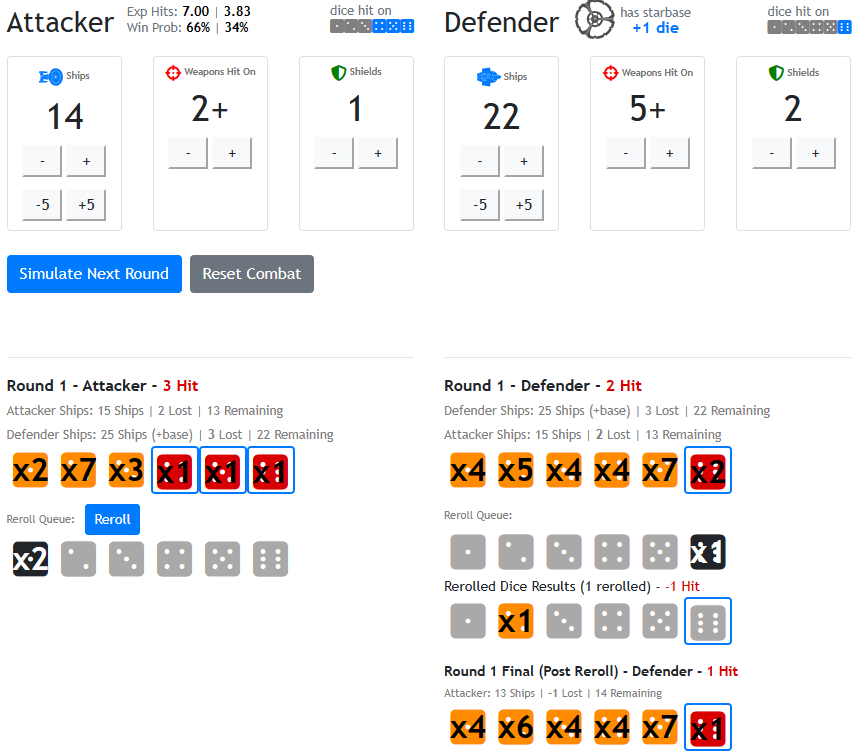 Attacker
Exp Hits: 7.00 | 3.83
Win Prob: 66% | 34%
dice hit on
Ships
14
- +
-5 +5
Weapons Hit On
2+
- +
Shields
1
- +
Defender
has starbase
+1 die
dice hit on
Ships
22
- +
-5 +5
Weapons Hit On
5+
- +
Shields
2
- +
Simulate Next Round
Reset Combat
Round 1 - Attacker - 3 Hit
Attacker Ships: 15 Ships | 2 Lost | 13 Remaining
Defender Ships: 25 Ships (+base) | 3 Lost | 22 Remaining
x2 x7 x3 x1 x1 x1
Reroll Queue: Reroll
x2
Round 1 - Defender - 2 Hit
Defender Ships: 25 Ships (+base) | 3 Lost | 22 Remaining
Attacker Ships: 15 Ships | 2 Lost | 13 Remaining
x4 x5 x4 x4 x7 x2
Reroll Queue:
x1
Rerolled Dice Results (1 rerolled) - -1 Hit
x1
Round 1 Final (Post Reroll) - Defender - 1 Hit
Attacker: 13 Ships | -1 Lost | 14 Remaining
x4 x6 x4 x4 x7 x1